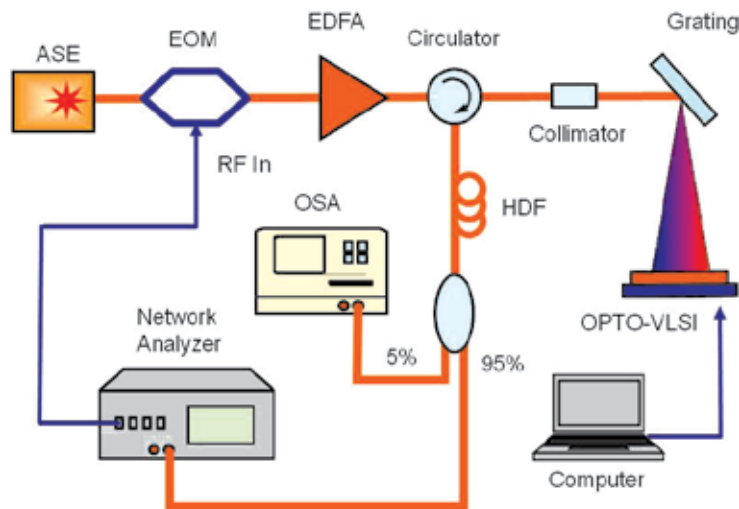 ASE
EOM
EDFA
Circulator
Grating
Collimator
RF In
OSA
HDF
Network
Analyzer
5%
95%
OPTO-VLSI
Computer